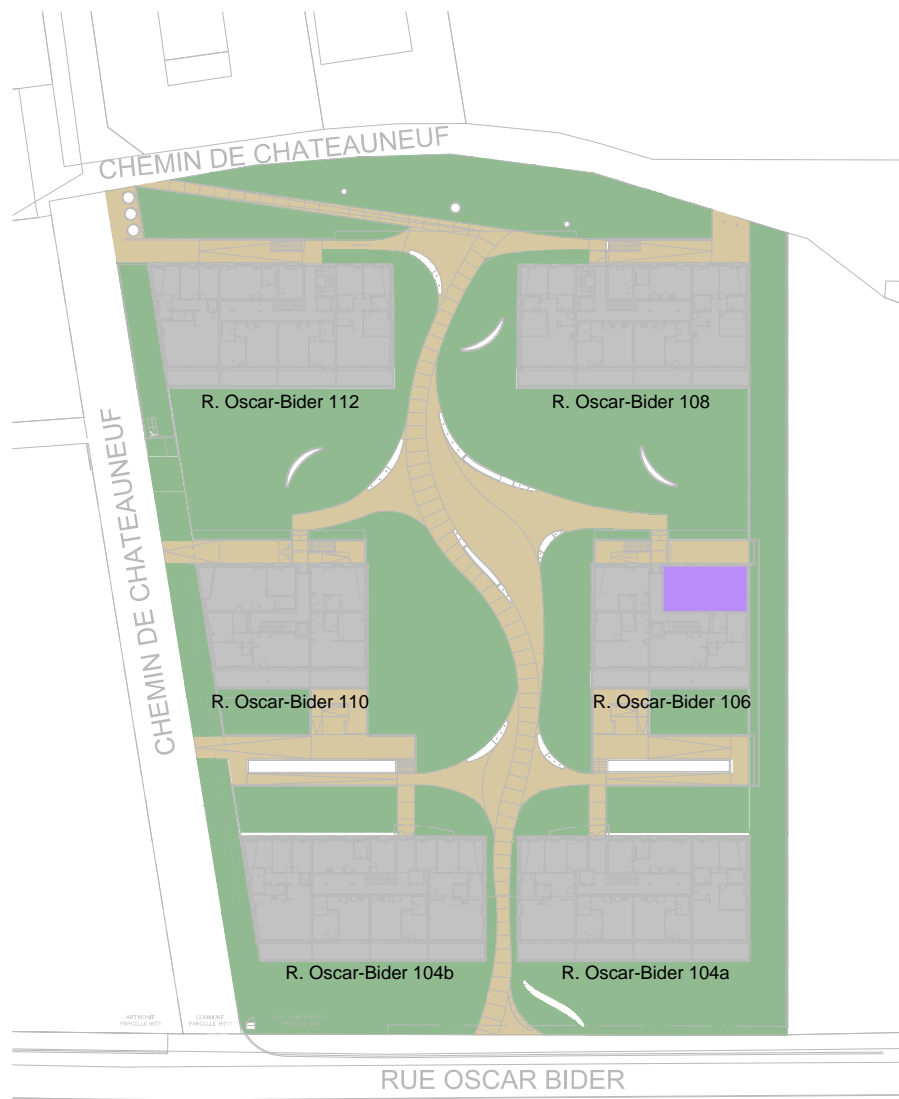 CHEMIN DE CHATEAUNEUF
R. Oscar-Bider 112
R. Oscar-Bider 108
CHEMIN DE CHATEAUNEUF
R. Oscar-Bider 110
R. Oscar-Bider 106
R. Oscar-Bider 104b
R. Oscar-Bider 104a
COMMUNE
RUE OSCAR BIDER